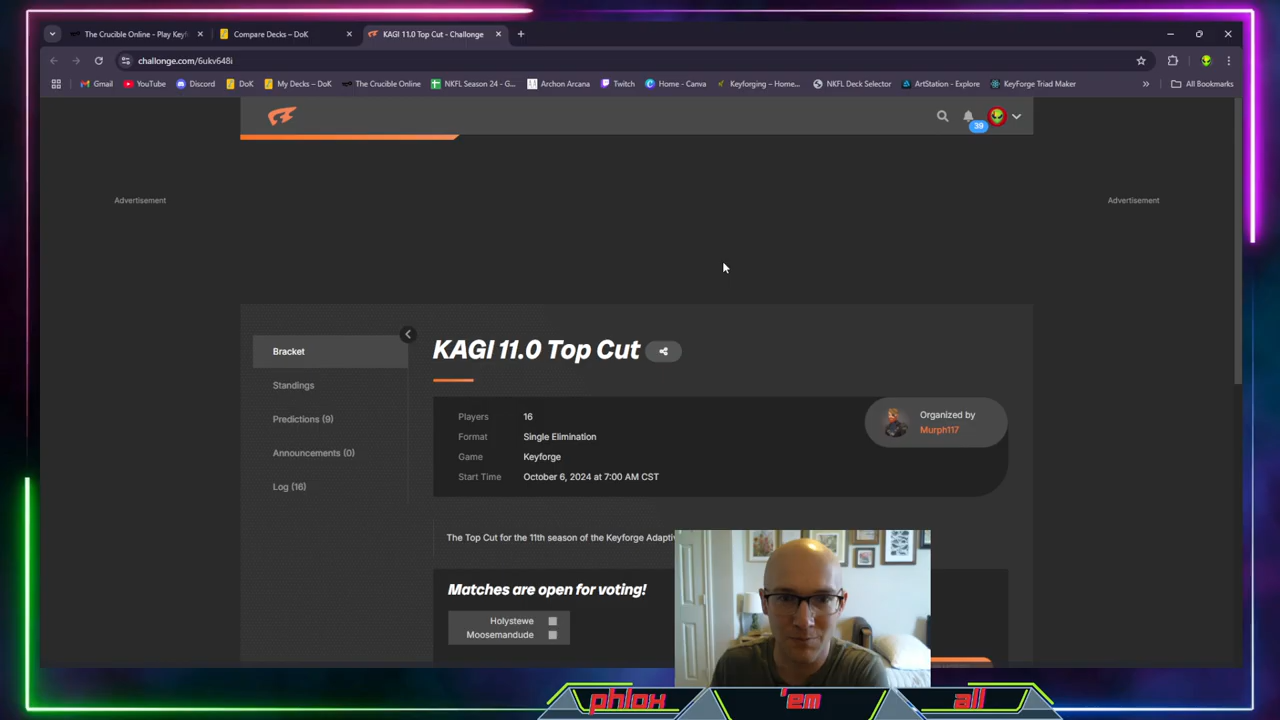 The Crucible Online - Play Keyf
Compare Decks – DoK
KAGI 11.0 Top Cut - Challonge
challonge.com/6ukv648i
Gmail
YouTube
Discord
DoK
My Decks – DoK
The Crucible Online
NKFL Season 24 - G...
Archon Arcana
Twitch
Home - Canva
Keyforging – Home...
NKFL Deck Selector
ArtStation - Explore
KeyForge Triad Maker
All Bookmarks
39
Advertisement
Advertisement
Bracket
Standings
Predictions (9)
Announcements (0)
Log (16)
KAGI 11.0 Top Cut
Players 16
Format Single Elimination
Game Keyforge
Start Time October 6, 2024 at 7:00 AM CST
Organized by
Murph117
The Top Cut for the 11th season of the Keyforge Adaptiv
Matches are open for voting!
Holystewe
Moosemandude
phlox 'em all